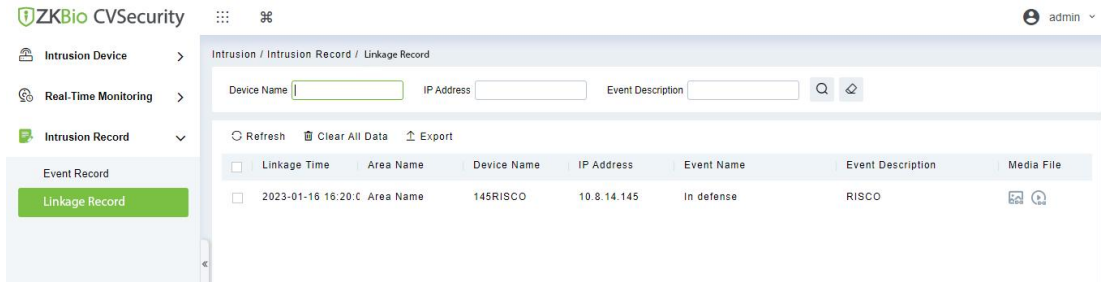 ZKBio CVSecurity
admin
Intrusion Device
Real-Time Monitoring
Intrusion Record
Event Record
Linkage Record
Intrusion / Intrusion Record / Linkage Record
Device Name IP Address Event Description
Refresh Clear All Data Export
Linkage Time Area Name Device Name IP Address Event Name Event Description Media File
2023-01-16 16:20:0 Area Name 145RISCO 10.8.14.145 In defense RISCO